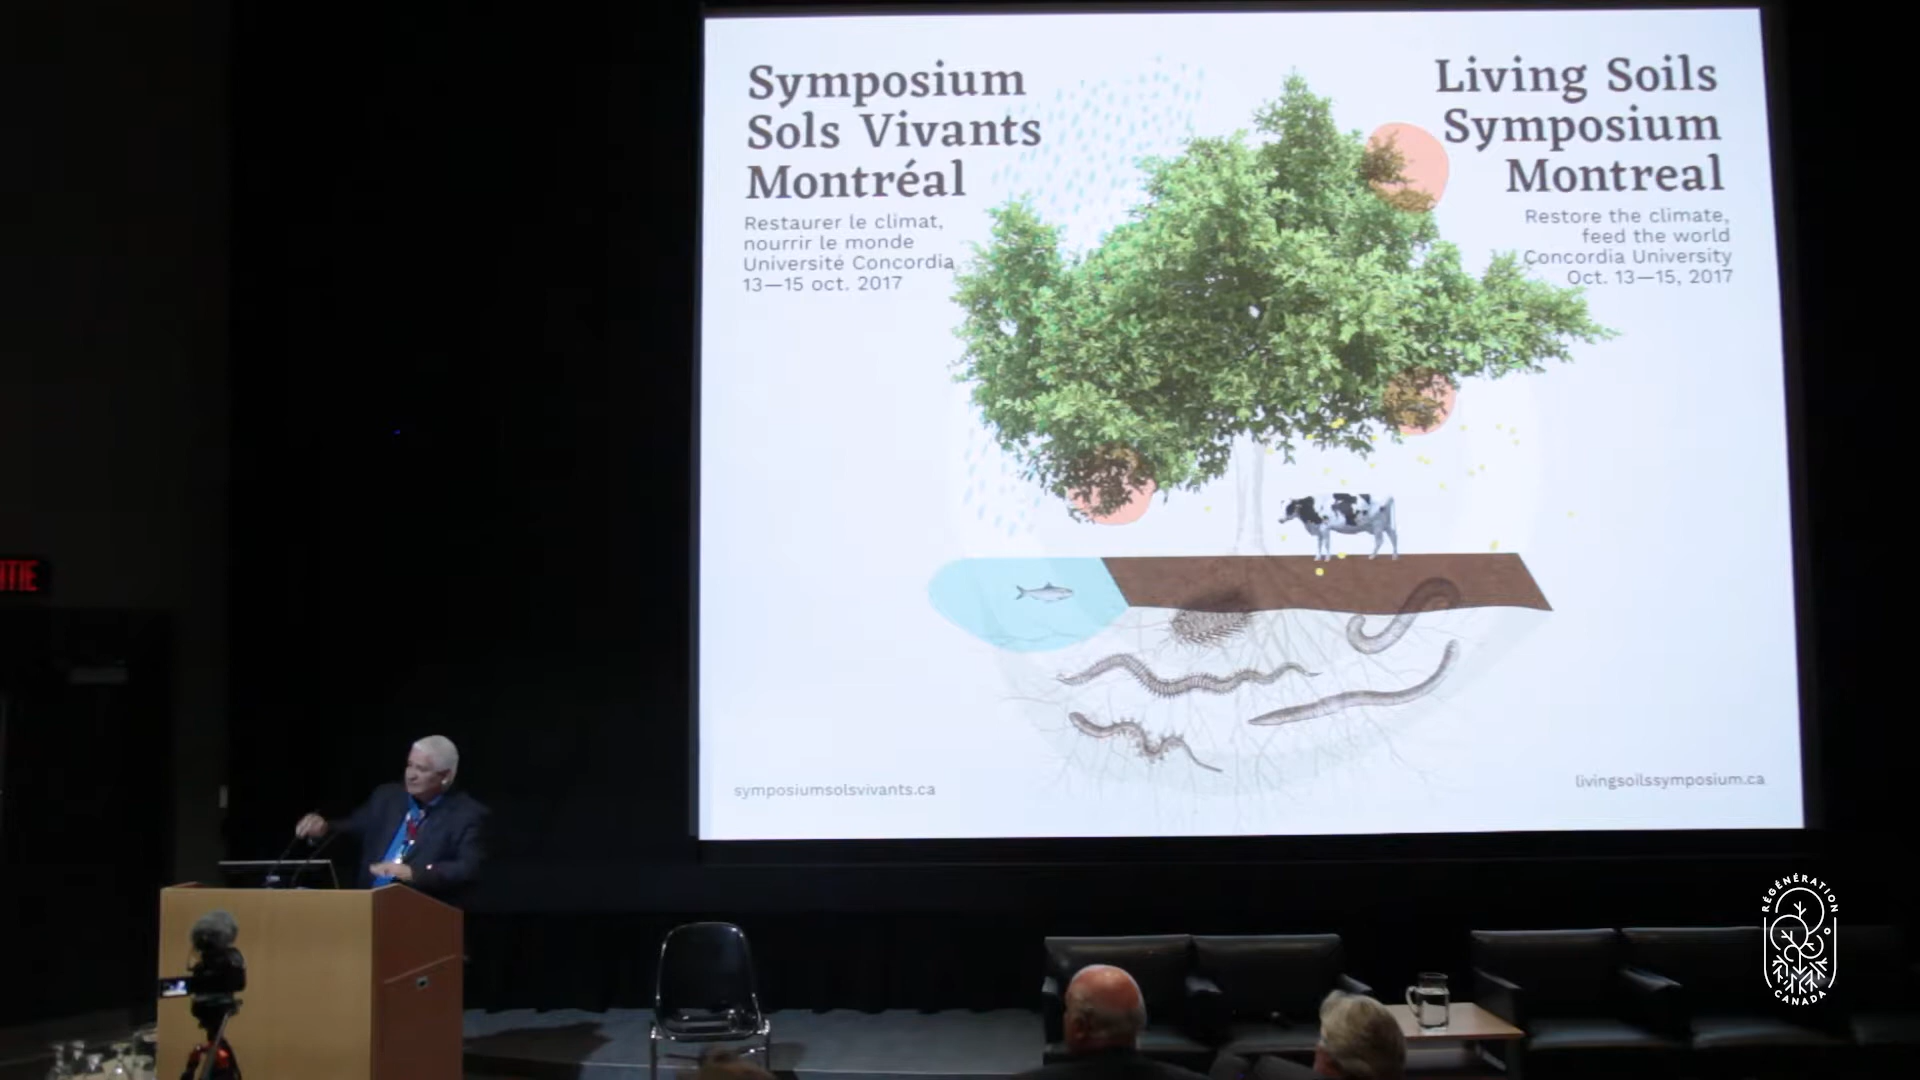 Symposium
Sols Vivants
Montréal
Restaurer le climat,
nourrir le monde
Université Concordia
13—15 oct. 2017
Living Soils
Symposium
Montreal
Restore the climate,
feed the world
Concordia University
Oct. 13—15, 2017
symposiumsolsvivants.ca
livingsoilssymposium.ca
TIE
RÉGÉNÉRATION
CANADA